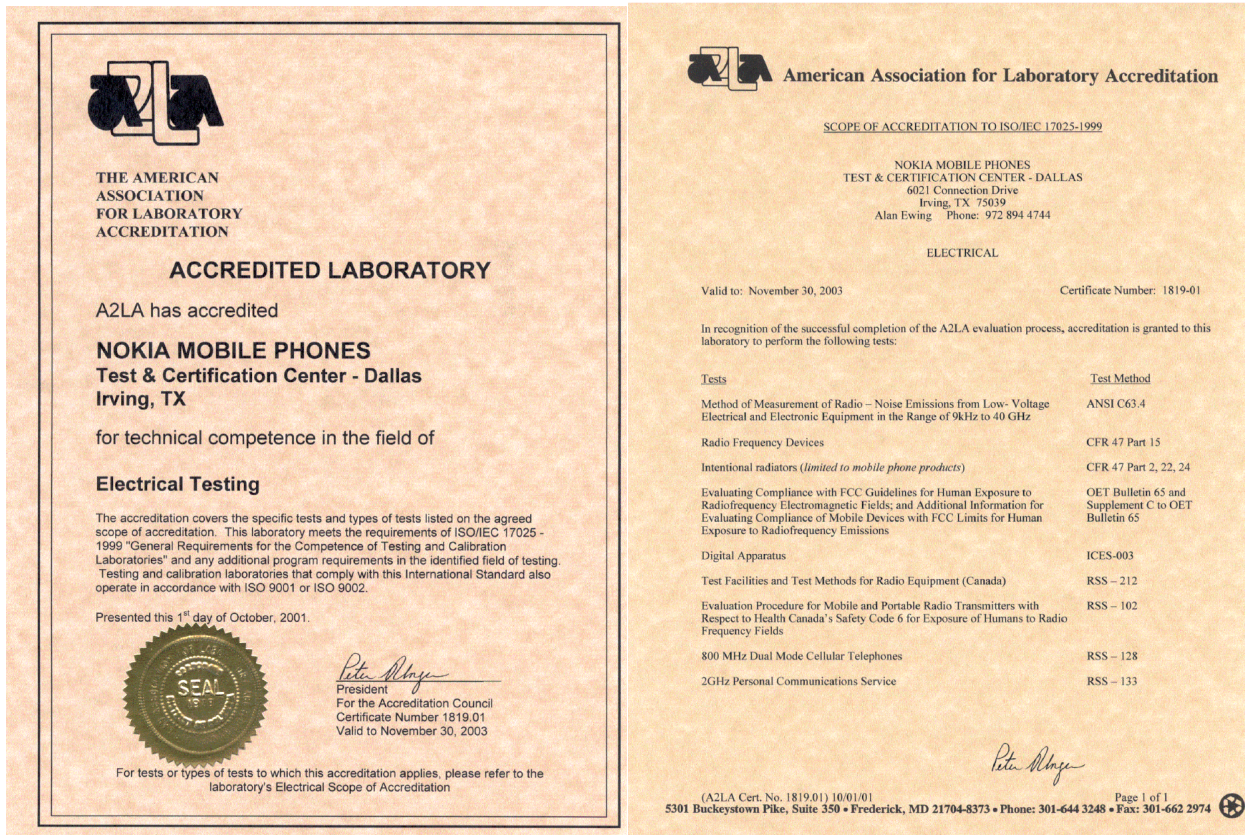 A2LA
THE AMERICAN
ASSOCIATION
FOR LABORATORY
ACCREDITATION
ACCREDITED LABORATORY
A2LA has accredited
NOKIA MOBILE PHONES
Test & Certification Center - Dallas
Irving, TX
for technical competence in the field of
Electrical Testing
The accreditation covers the specific tests and types of tests listed on the agreed
scope of accreditation. This laboratory meets the requirements of ISO/IEC 17025 -
1999 "General Requirements for the Competence of Testing and Calibration
Laboratories" and any additional program requirements in the identified field of testing.
Testing and calibration laboratories that comply with this International Standard also
operate in accordance with ISO 9001 or ISO 9002.
Presented this 1st day of October, 2001.
SEAL
President
For the Accreditation Council
Certificate Number 1819.01
Valid to November 30, 2003
For tests or types of tests to which this accreditation applies, please refer to the
laboratory's Electrical Scope of Accreditation
A2LA American Association for Laboratory Accreditation
SCOPE OF ACCREDITATION TO ISO/IEC 17025-1999
NOKIA MOBILE PHONES
TEST & CERTIFICATION CENTER - DALLAS
6021 Connection Drive
Irving, TX 75039
Alan Ewing Phone: 972 894 4744
ELECTRICAL
Valid to: November 30, 2003 Certificate Number: 1819-01
In recognition of the successful completion of the A2LA evaluation process, accreditation is granted to this
laboratory to perform the following tests:
Tests Test Method
Method of Measurement of Radio – Noise Emissions from Low- Voltage ANSI C63.4
Electrical and Electronic Equipment in the Range of 9kHz to 40 GHz
Radio Frequency Devices CFR 47 Part 15
Intentional radiators (limited to mobile phone products) CFR 47 Part 2, 22, 24
Evaluating Compliance with FCC Guidelines for Human Exposure to OET Bulletin 65 and
Radiofrequency Electromagnetic Fields; and Additional Information for Supplement C to OET
Evaluating Compliance of Mobile Devices with FCC Limits for Human Bulletin 65
Exposure to Radiofrequency Emissions
Digital Apparatus ICES-003
Test Facilities and Test Methods for Radio Equipment (Canada) RSS – 212
Evaluation Procedure for Mobile and Portable Radio Transmitters with RSS – 102
Respect to Health Canada's Safety Code 6 for Exposure of Humans to Radio
Frequency Fields
800 MHz Dual Mode Cellular Telephones RSS – 128
2GHz Personal Communications Service RSS – 133
(A2LA Cert. No. 1819.01) 10/01/01 Page 1 of 1
5301 Buckeystown Pike, Suite 350 • Frederick, MD 21704-8373 • Phone: 301-644 3248 • Fax: 301-662 2974